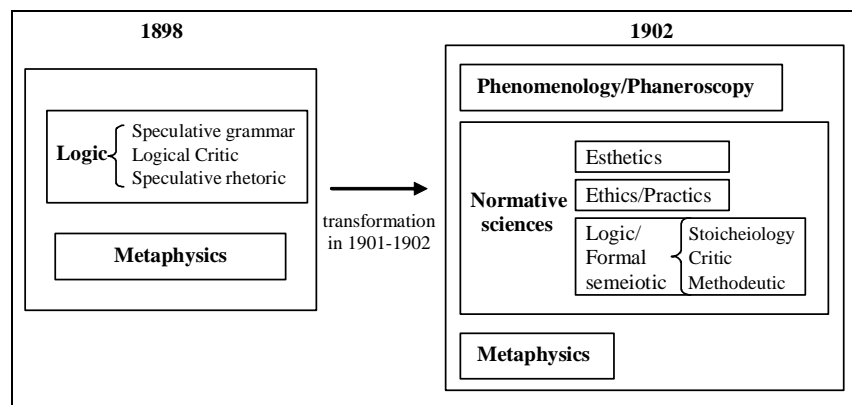 1898
Logic
Speculative grammar
Logical Critic
Speculative rhetoric
Metaphysics
transformation
in 1901-1902
1902
Phenomenology/Phaneroscopy
Normative
sciences
Esthetics
Ethics/Practics
Logic/
Formal
semeiotic
Stoicheiology
Critic
Methodeutic
Metaphysics